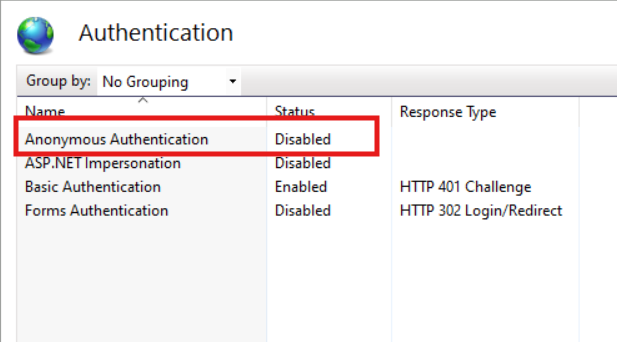 Authentication
Group by: No Grouping
Name Status Response Type
Anonymous Authentication Disabled
ASP.NET Impersonation Disabled
Basic Authentication Enabled HTTP 401 Challenge
Forms Authentication Disabled HTTP 302 Login/Redirect